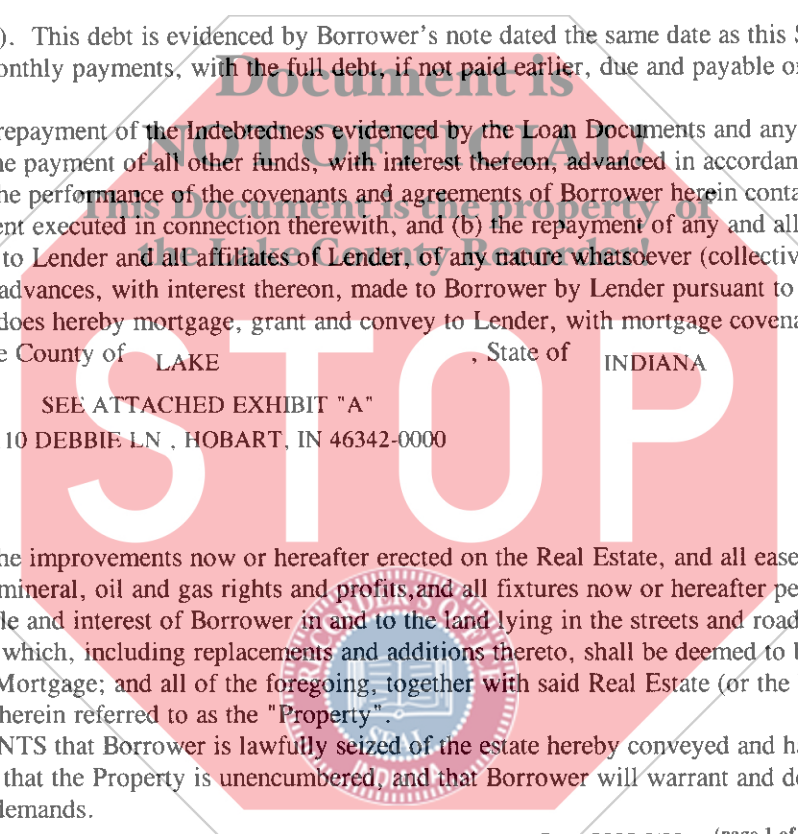 ). This debt is evidenced by Borrower's note dated the same date as this
onthly payments, with the full debt, if not paid earlier, due and payable o
Document is
repayment of the Indebtedness evidenced by the Loan Documents and any
NOT OFFICIAL!
he payment of all other funds, with interest thereon, advanced in accordan
he performance of the covenants and agreements of Borrower herein conta
This Document is the property of
ent executed in connection therewith, and (b) the repayment of any and all
the Lake County Recorder!
to Lender and all affiliates of Lender, of any nature whatsoever (collectiv
advances, with interest thereon, made to Borrower by Lender pursuant to
does hereby mortgage, grant and convey to Lender, with mortgage covena
e County of LAKE , State of INDIANA
STOP
SEE ATTACHED EXHIBIT "A"
10 DEBBIE LN , HOBART, IN 46342-0000
he improvements now or hereafter erected on the Real Estate, and all ease
mineral, oil and gas rights and profits,and all fixtures now or hereafter pe
le and interest of Borrower in and to the land lying in the streets and road
which, including replacements and additions thereto, shall be deemed to b
Mortgage; and all of the foregoing, together with said Real Estate (or the
herein referred to as the "Property".
NTS that Borrower is lawfully seized of the estate hereby conveyed and h
that the Property is unencumbered, and that Borrower will warrant and de
demands.
RECORDER'S OFFICE
SEAL
INDIANA
(page 1 of